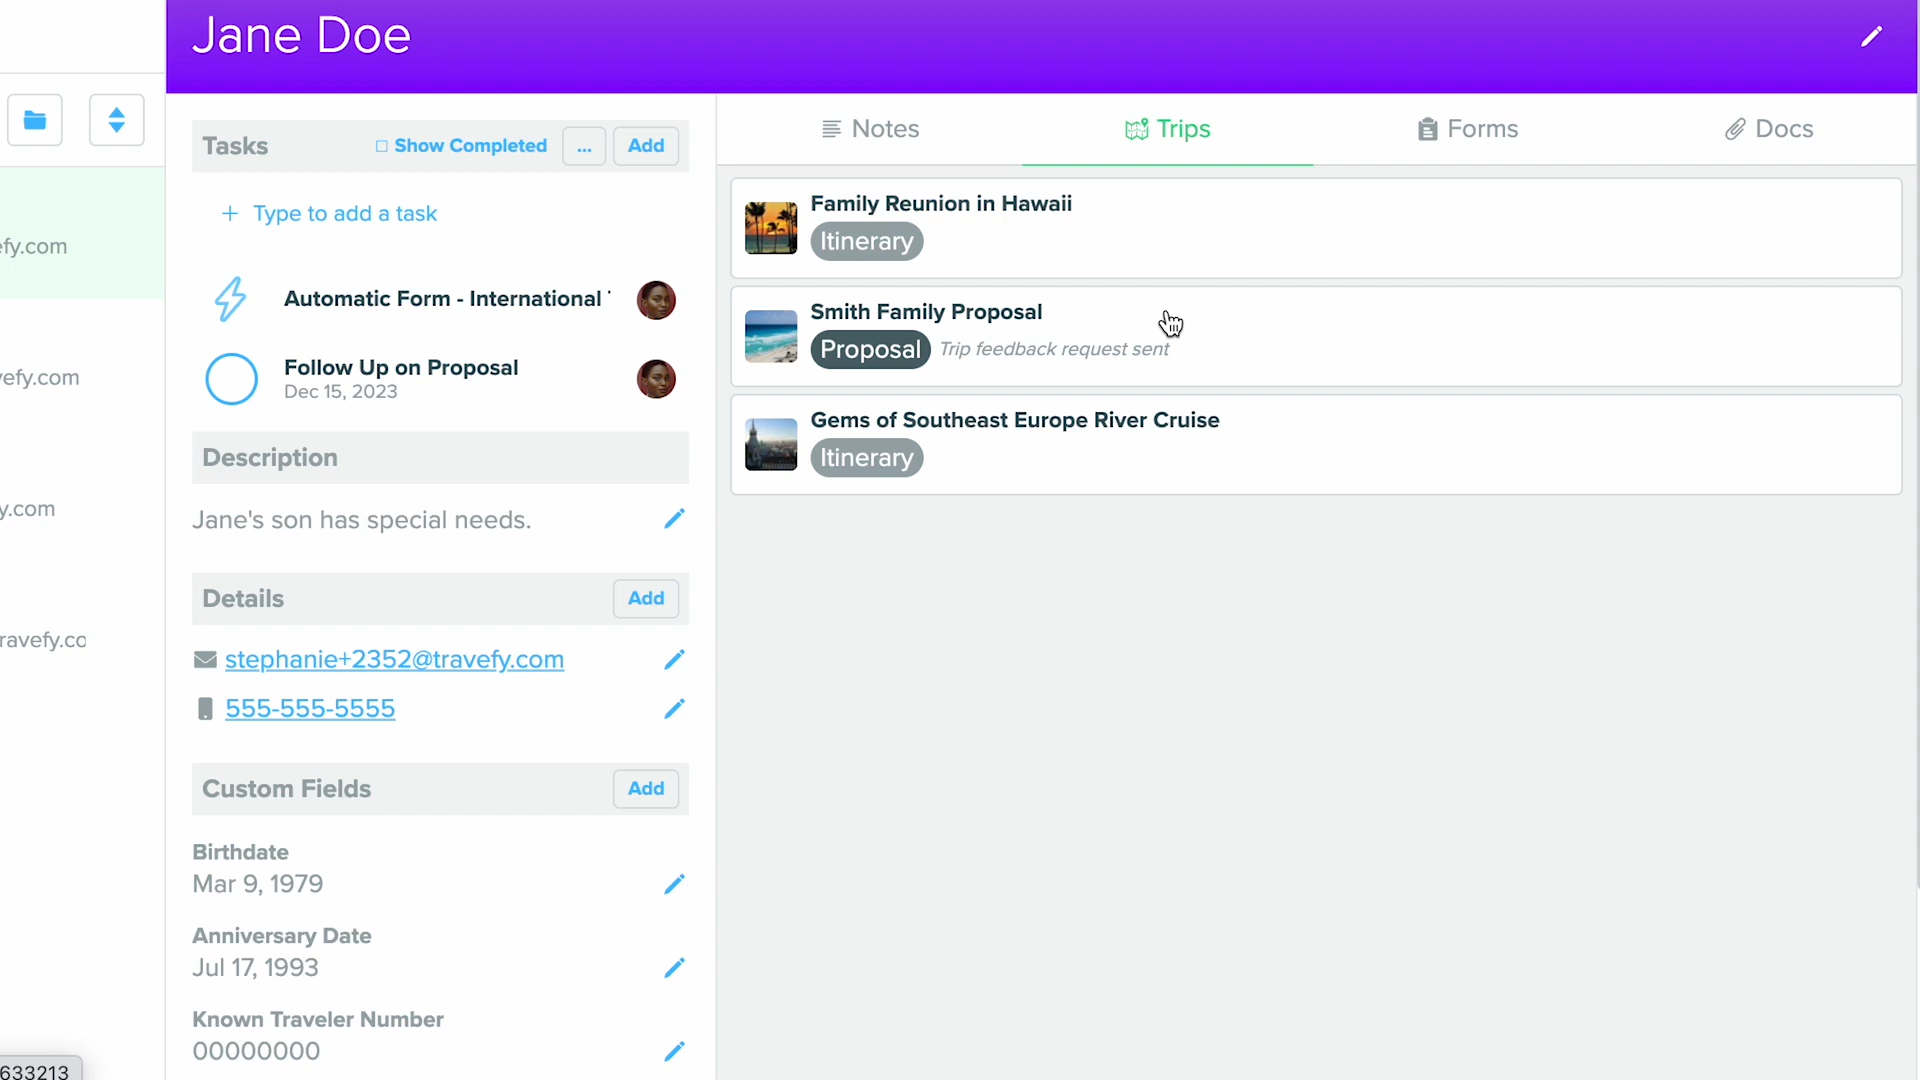 Jane Doe
efy.com
vefy.com
y.com
ravefy.co
633213
Tasks
Show Completed
...
Add
+ Type to add a task
Automatic Form - International
Follow Up on Proposal
Dec 15, 2023
Description
Jane's son has special needs.
Details
Add
stephanie+2352@travefy.com
555-555-5555
Custom Fields
Add
Birthdate
Mar 9, 1979
Anniversary Date
Jul 17, 1993
Known Traveler Number
00000000
Notes
Trips
Forms
Docs
Family Reunion in Hawaii
Itinerary
Smith Family Proposal
Proposal Trip feedback request sent
Gems of Southeast Europe River Cruise
Itinerary